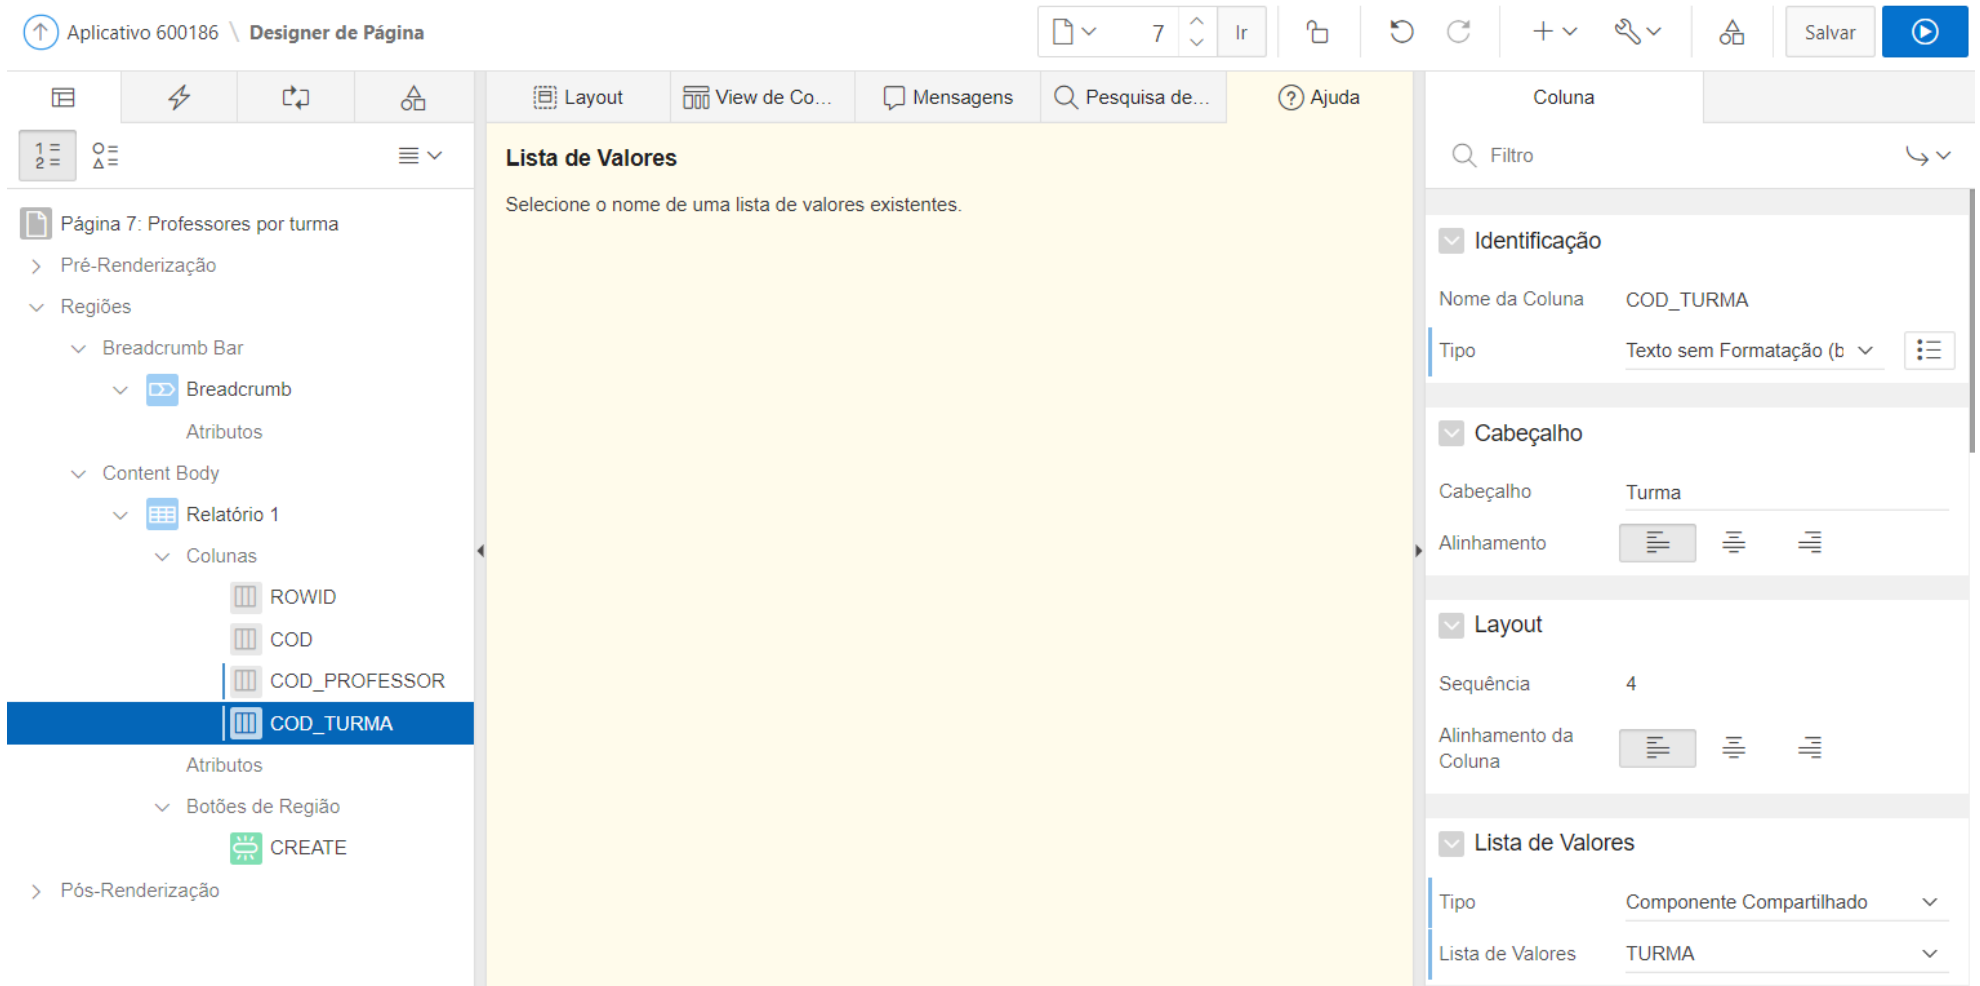 Aplicativo 600186 \ Designer de Página
7
Ir
Salvar
Layout
View de Co...
Mensagens
Pesquisa de...
Ajuda
Coluna
Filtro
Página 7: Professores por turma
Pré-Renderização
Regiões
Breadcrumb Bar
Breadcrumb
Atributos
Content Body
Relatório 1
Colunas
ROWID
COD
COD_PROFESSOR
COD_TURMA
Atributos
Botões de Região
CREATE
Pós-Renderização
Lista de Valores
Selecione o nome de uma lista de valores existentes.
Identificação
Nome da Coluna COD_TURMA
Tipo Texto sem Formatação (b
Cabeçalho
Cabeçalho Turma
Alinhamento
Layout
Sequência 4
Alinhamento da
Coluna
Lista de Valores
Tipo Componente Compartilhado
Lista de Valores TURMA